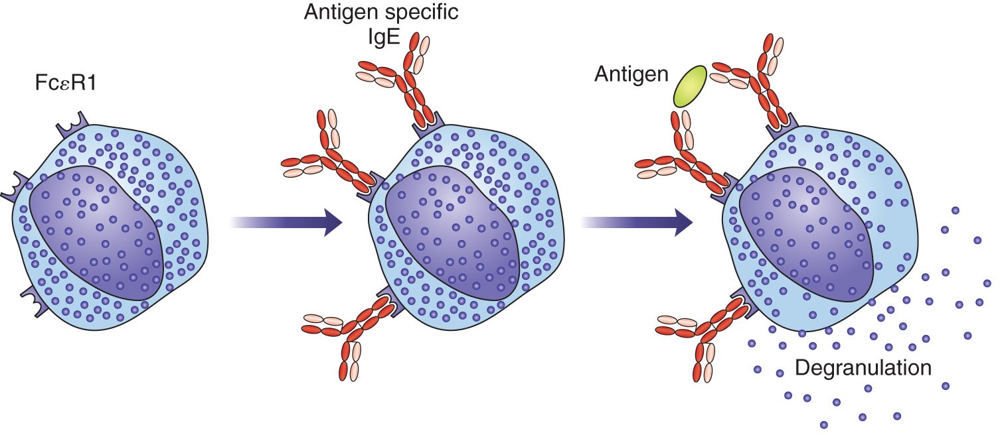 Antigen specific
IgE
FcεR1
Antigen
Degranulation